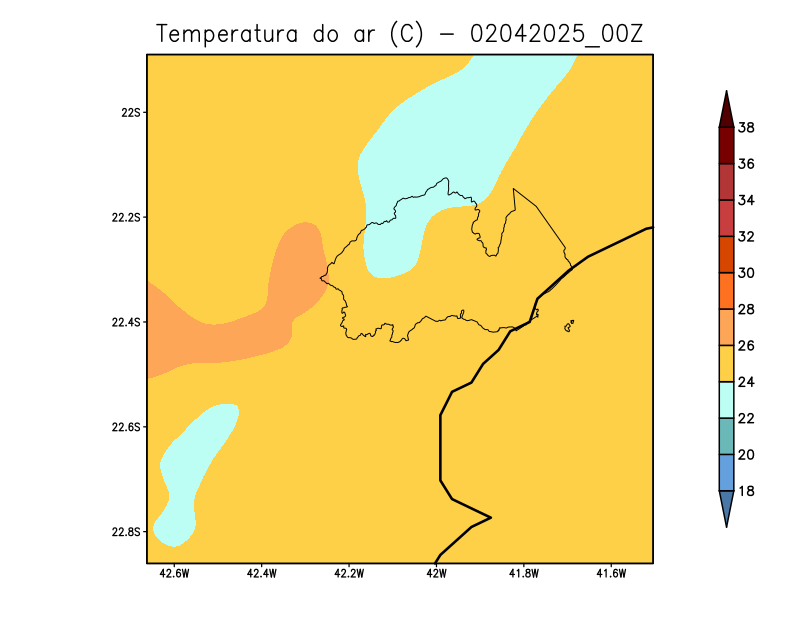 Temperatura do ar (C) - 02042025_00Z
22S
22.2S
22.4S
22.6S
22.8S
42.6W
42.4W
42.2W
42W
41.8W
41.6W
38
36
34
32
30
28
26
24
22
20
18